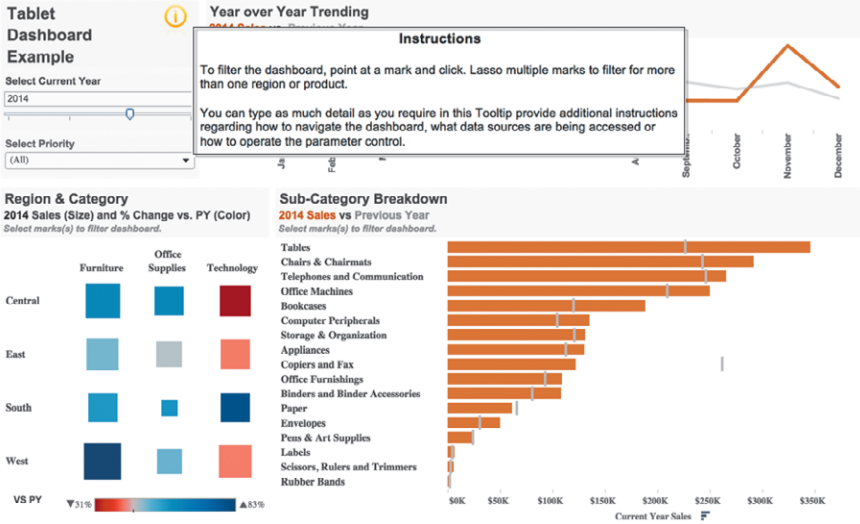 Tablet
Dashboard
Example
Select Current Year
2014
Select Priority
(All)
Year over Year Trending
2014 Sales vs Previous Year
Instructions
To filter the dashboard, point at a mark and click. Lasso multiple marks to filter for more
than one region or product.
You can type as much detail as you require in this Tooltip provide additional instructions
regarding how to navigate the dashboard, what data sources are being accessed or
how to operate the parameter control.
October
November
December
Region & Category
2014 Sales (Size) and % Change vs. PY (Color)
Select marks(s) to filter dashboard.
Furniture
Office
Supplies
Technology
Central
East
South
West
VS PY
▼31%
▲83%
Sub-Category Breakdown
2014 Sales vs Previous Year
Select marks(s) to filter dashboard.
Tables
Chairs & Chairmats
Telephones and Communication
Office Machines
Bookcases
Computer Peripherals
Storage & Organization
Appliances
Copiers and Fax
Office Furnishings
Binders and Binder Accessories
Paper
Envelopes
Pens & Art Supplies
Labels
Scissors, Rulers and Trimmers
Rubber Bands
$0K $50K $100K $150K $200K $250K $300K $350K
Current Year Sales